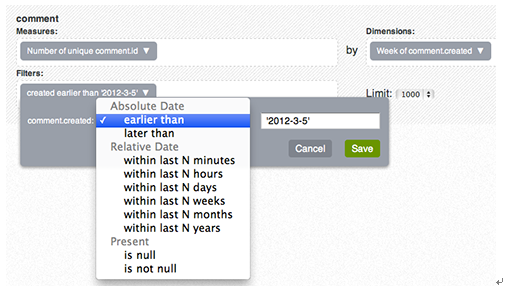 comment
Measures: Dimensions:
Number of unique comment.id ▼ by Week of comment.created ▼
Filters:
created earlier than '2012-3-5' ▼ Limit: 1000
Absolute Date
comment.created: ✓ earlier than '2012-3-5'
later than
Relative Date
within last N minutes Cancel Save
within last N hours
within last N days
within last N weeks
within last N months
within last N years
Present
is null
is not null